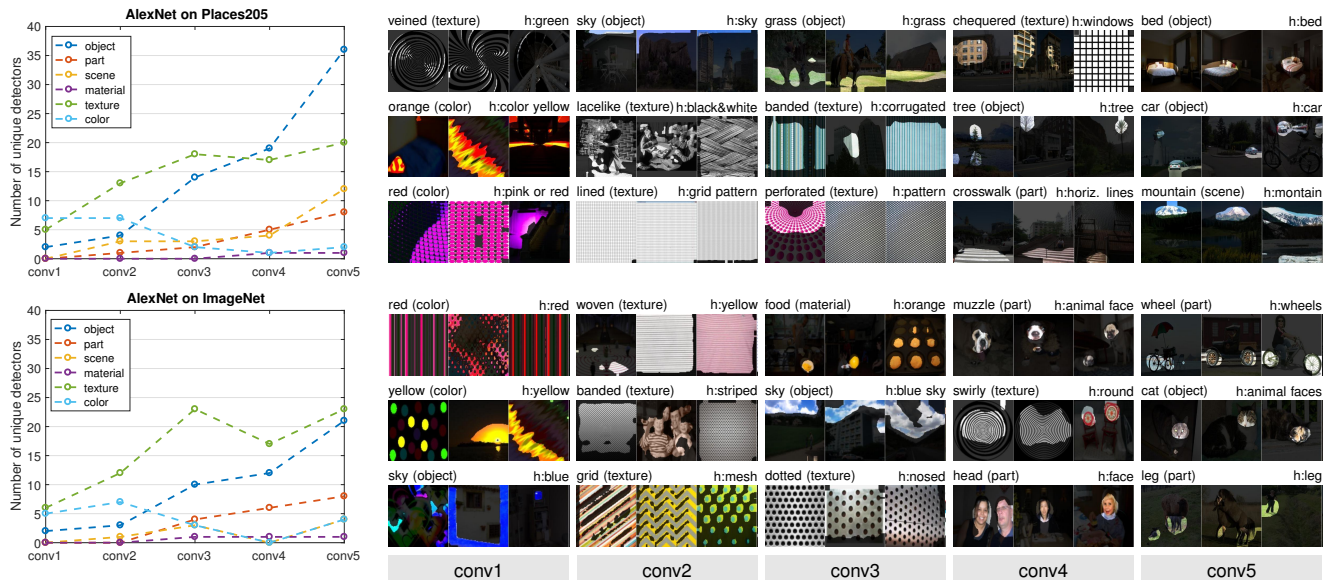 AlexNet on Places205
Number of unique detectors
40
35
30
25
20
15
10
5
0
object
part
scene
material
texture
color
conv1 conv2 conv3 conv4 conv5
veined (texture) h:green
sky (object) h:sky
grass (object) h:grass
chequered (texture) h:windows
bed (object) h:bed
orange (color) h:color yellow
lacelike (texture) h:black&white
banded (texture) h:corrugated
tree (object) h:tree
car (object) h:car
red (color) h:pink or red
lined (texture) h:grid pattern
perforated (texture) h:pattern
crosswalk (part) h:horiz. lines
mountain (scene) h:montain
AlexNet on ImageNet
Number of unique detectors
40
35
30
25
20
15
10
5
0
object
part
scene
material
texture
color
conv1 conv2 conv3 conv4 conv5
red (color) h:red
woven (texture) h:yellow
food (material) h:orange
muzzle (part) h:animal face
wheel (part) h:wheels
yellow (color) h:yellow
banded (texture) h:striped
sky (object) h:blue sky
swirly (texture) h:round
cat (object) h:animal faces
sky (object) h:blue
grid (texture) h:mesh
dotted (texture) h:nosed
head (part) h:face
leg (part) h:leg
conv1 conv2 conv3 conv4 conv5